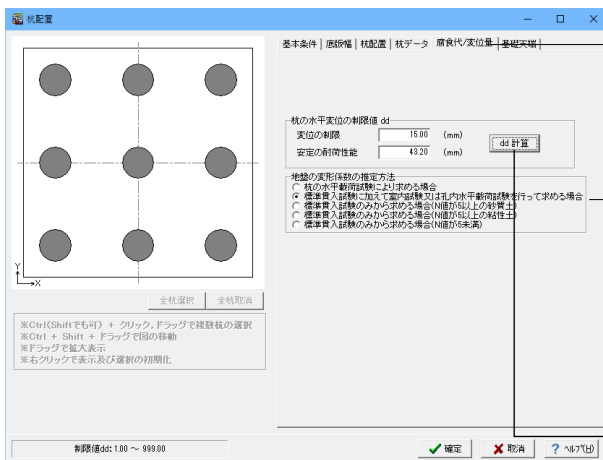 杭配置
基本条件 底版幅 杭配置 杭データ 腐食代/変位量 基礎天端
杭の水平変位の制限値 dd
変位の制限 15.00 (mm)
安定の耐荷性能 43.20 (mm)
dd 計算
地盤の変形係数の推定方法
杭の水平載荷試験により求める場合
標準貫入試験に加えて室内試験又は孔内水平載荷試験を行って求める場合
標準貫入試験のみから求める場合(N値が5以上の砂質土)
標準貫入試験のみから求める場合(N値が5以上の粘性土)
標準貫入試験のみから求める場合(N値が5未満)
Y
X
全杭選択 全杭取消
※Ctrl(Shiftでも可) + クリック,ドラッグで複数杭の選択
※Ctrl + Shift + ドラッグで図の移動
※ドラッグで拡大表示
※右クリックで表示及び選択の初期化
制限値dd: 1.00 ～ 999.00
確定 取消 ? ヘルプ(H)